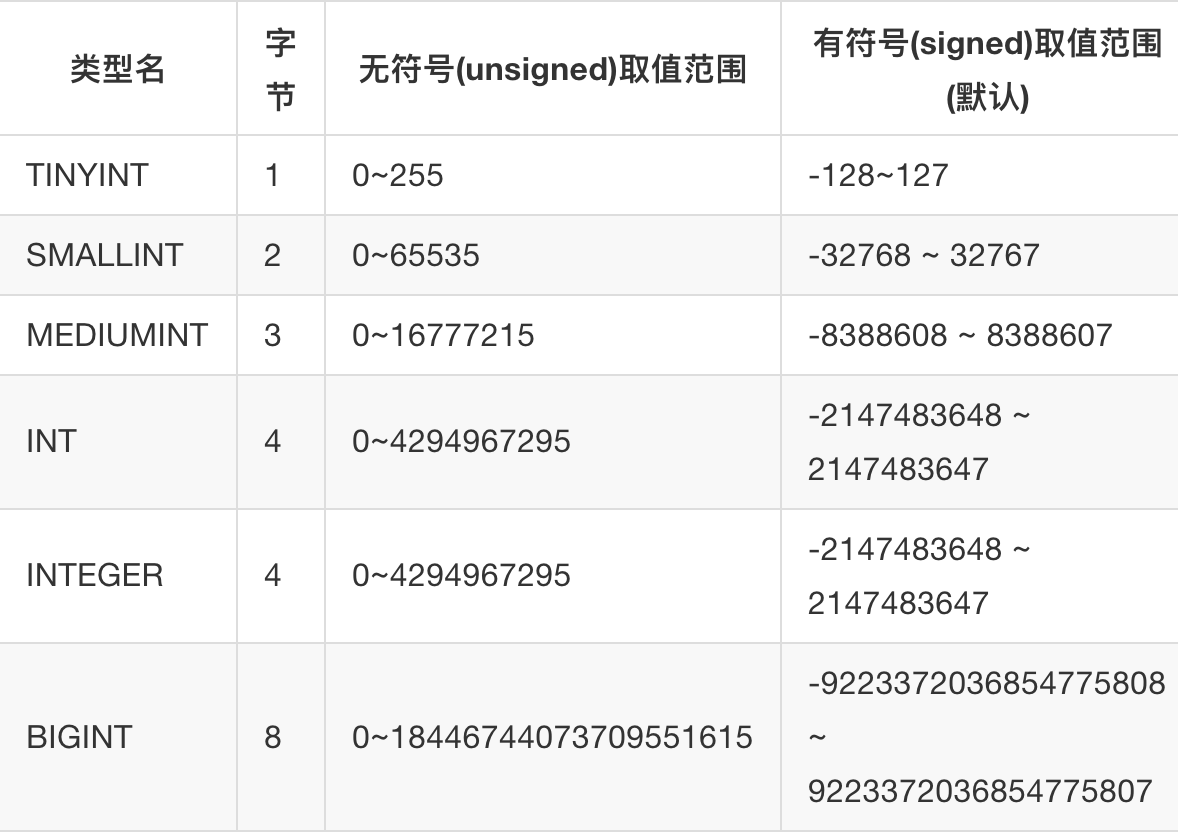 类型名
字
节
无符号(unsigned)取值范围
有符号(signed)取值范围
(默认)
TINYINT
1
0~255
-128~127
SMALLINT
2
0~65535
-32768 ~ 32767
MEDIUMINT
3
0~16777215
-8388608 ~ 8388607
INT
4
0~4294967295
-2147483648 ~
2147483647
INTEGER
4
0~4294967295
-2147483648 ~
2147483647
BIGINT
8
0~18446744073709551615
-9223372036854775808
~
9223372036854775807